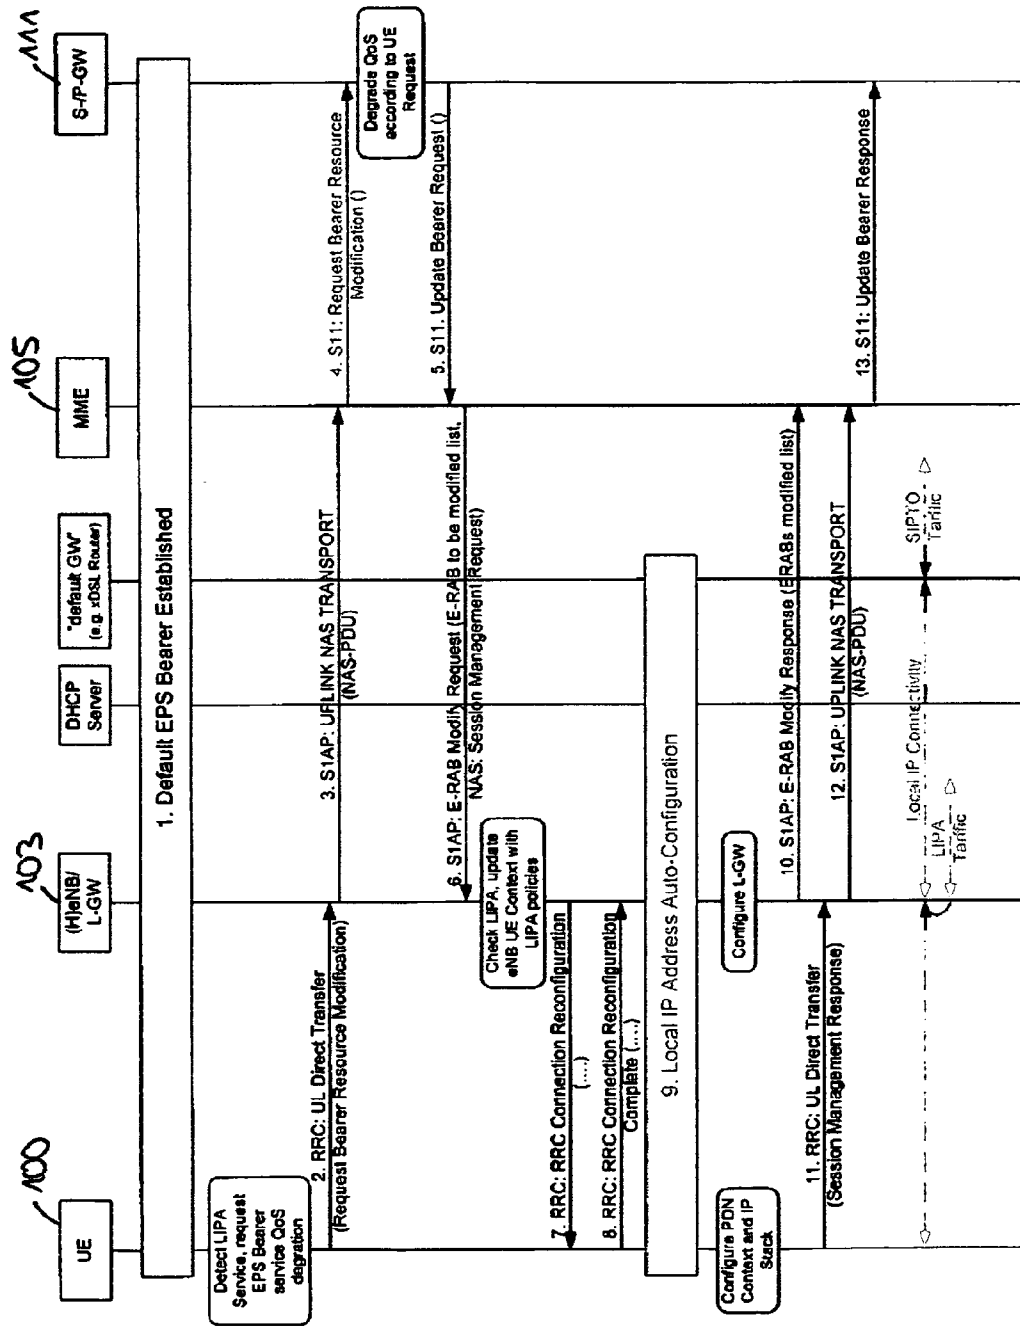 100
UE
103
(H)eNB/
L-GW
DHCP
Server
"default GW"
(e.g. xDSL Router)
105
MME
111
S-/P-GW
1. Default EPS Bearer Established
Detect LIPA
Service, request
EPS Bearer
service QoS
degration
2. RRC: UL Direct Transfer
(Request Bearer Resource Modification)
3. S1AP: UPLINK NAS TRANSPORT
(NAS-PDU)
4. S11: Request Bearer Resource
Modification ()
Degrade QoS
according to UE
Request
5. S11. Update Bearer Request ()
6. S1AP: E-RAB Modify Request (E-RAB to be modified list,
NAS: Session Management Request)
Check LIPA, update
eNB UE Context with
LIPA policies
7. RRC: RRC Connection Reconfiguration
(....)
8. RRC: RRC Connection Reconfiguration
Complete (....)
9. Local IP Address Auto-Configuration
Configure PDN
Context and IP
Stack
Configure L-GW
10. S1AP: E-RAB Modify Response (ERABs modified list)
11. RRC: UL Direct Transfer
(Session Management Response)
12. S1AP: UPLINK NAS TRANSPORT
(NAS-PDU)
13. S11: Update Bearer Response
Local IP Connectivity
LIPA
Tarffic
SIPTO
Tarffic